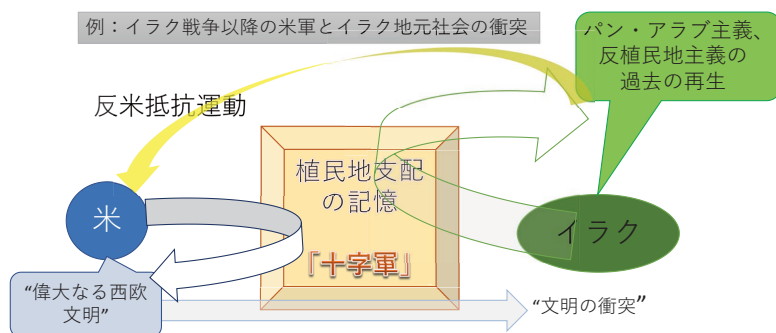 例：イラク戦争以降の米軍とイラク地元社会の衝突
パン・アラブ主義、
反植民地主義の
過去の再生
反米抵抗運動
植民地支配
の記憶
『十字軍』
米
イラク
“偉大なる西欧
文明”
“文明の衝突”